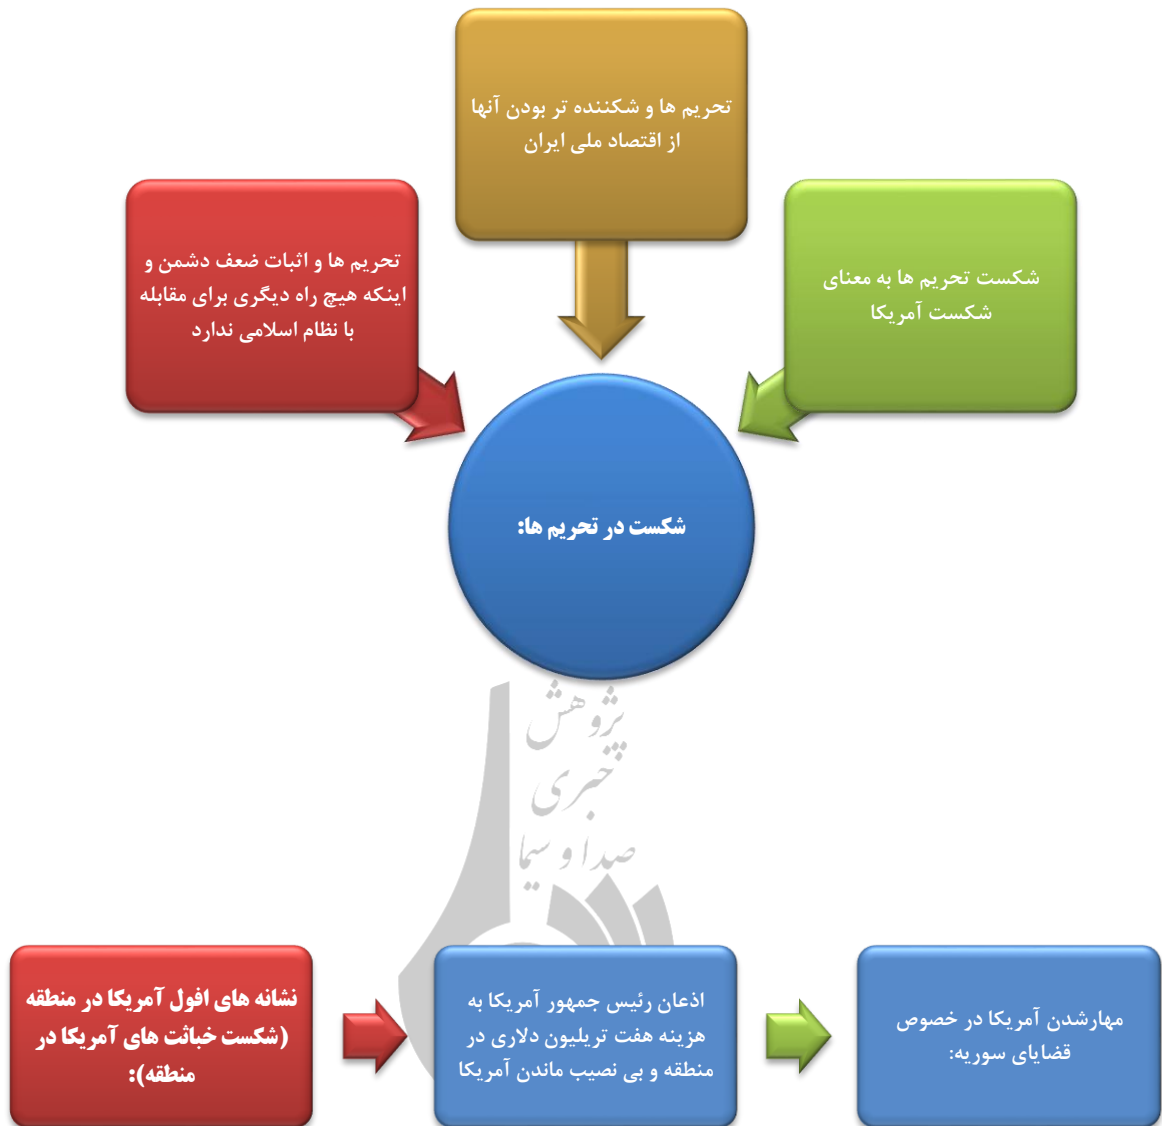 تحریم ها و شکننده تر بودن آنها
از اقتصاد ملی ایران
شکست تحریم ها به معنای
شکست آمریکا
تحریم ها و اثبات ضعف دشمن و
اینکه هیچ راه دیگری برای مقابله
با نظام اسلامی ندارد
شکست در تحریم ها:
پژوهش
خبری
صدا و سیما
نشانه های افول آمریکا در منطقه
(شکست خباثت های آمریکا در
منطقه):
اذعان رئیس جمهور آمریکا به
هزینه هفت تریلیون دلاری در
منطقه و بی نصیب ماندن آمریکا
مهارشدن آمریکا در خصوص
قضایای سوریه: